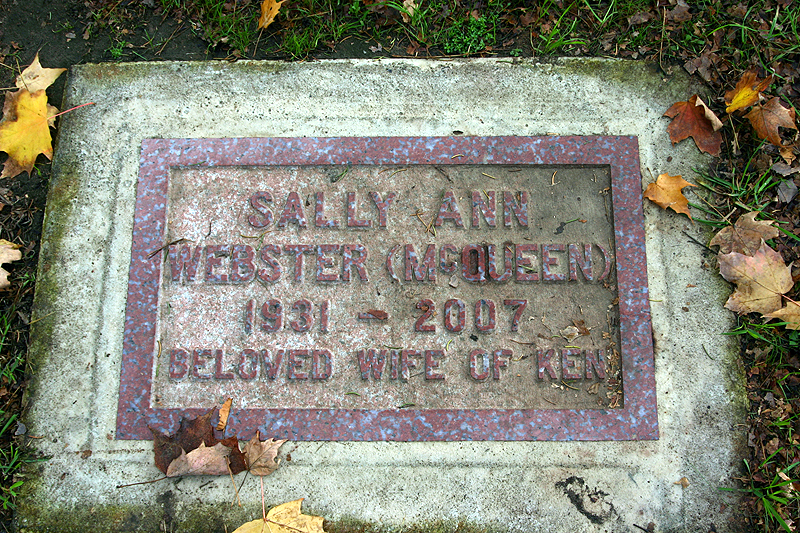 SALLY ANN
WEBSTER (McQUEEN)
1931 - 2007
BELOVED WIFE OF KEN